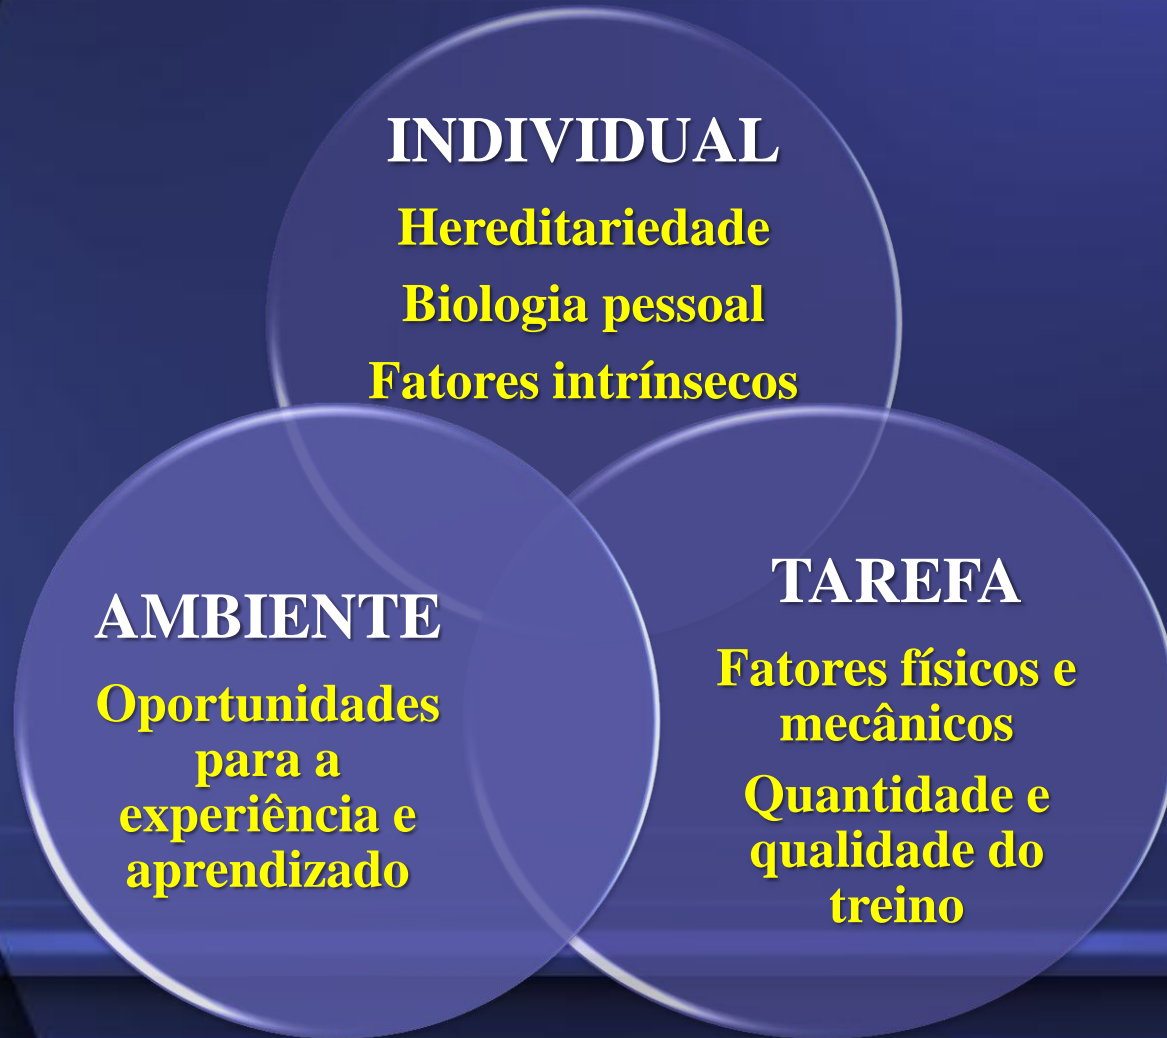 INDIVIDUAL
Hereditariedade
Biologia pessoal
Fatores intrínsecos
AMBIENTE
Oportunidades
para a
experiência e
aprendizado
TAREFA
Fatores físicos e
mecânicos
Quantidade e
qualidade do
treino